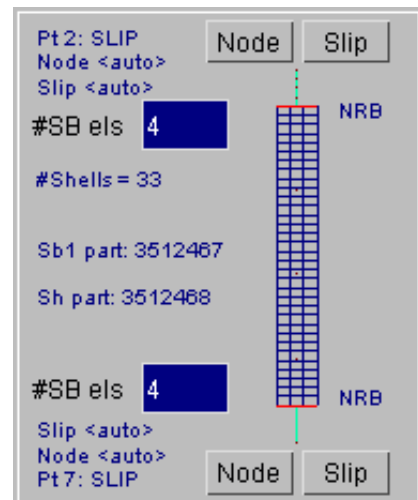 Pt 2: SLIP
Node Slip
Node <auto>
Slip <auto>
#SB els 4
NRB
#Shells = 33
Sb1 part: 3512467
Sh part: 3512468
#SB els 4
NRB
Slip <auto>
Node <auto>
Pt 7: SLIP
Node Slip